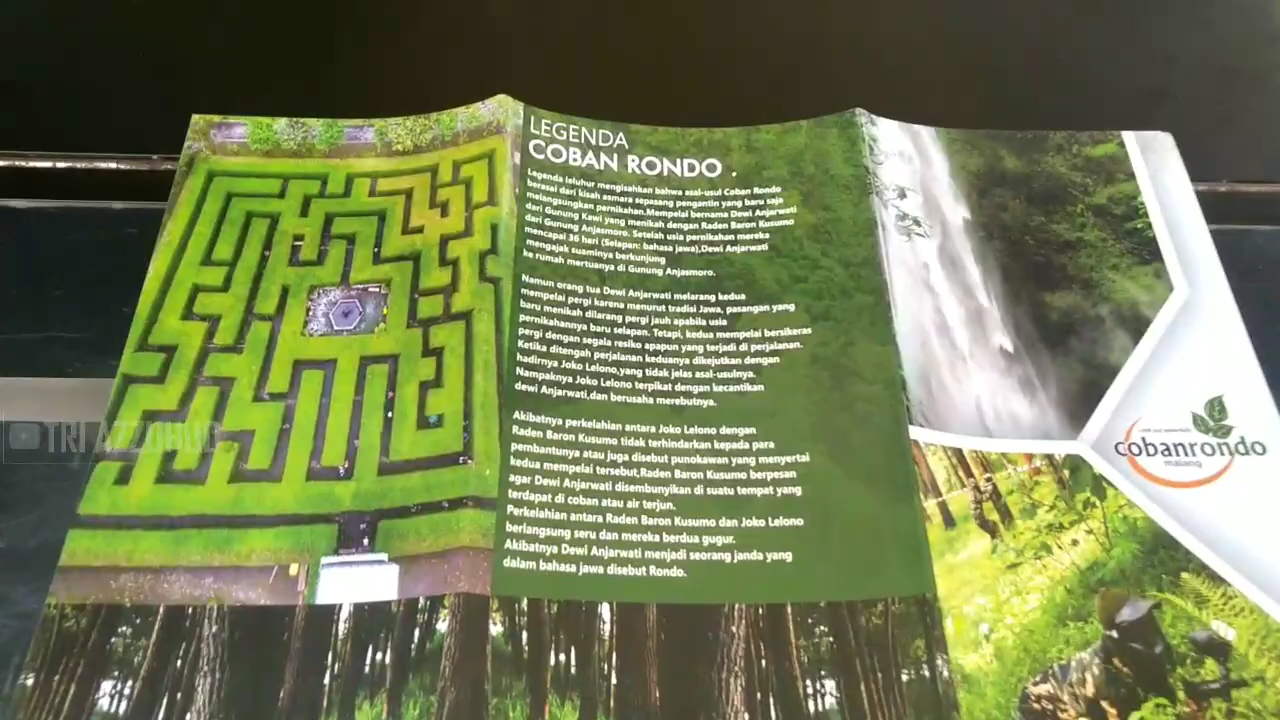 LEGENDA
COBAN RONDO
Legenda leluhur mengisahkan bahwa asal-usul Coban Rondo
berasal dari kisah asmara sepasang pengantin yang baru saja
melangsungkan pernikahan.Mempelai bernama Dewi Anjarwati
dari Gunung Kawi yang menikah dengan Raden Baron Kusumo
dari Gunung Anjasmoro. Setelah usia pernikahan mereka
mencapai 36 hari (Selapan: bahasa jawa),Dewi Anjarwati
mengajak suaminya berkunjung
ke rumah mertuanya di Gunung Anjasmoro.
Namun orang tua Dewi Anjarwati melarang kedua
mempelai pergi karena menurut tradisi Jawa, pasangan yang
baru menikah dilarang pergi jauh apabila usia
pernikahannya baru selapan. Tetapi, kedua mempelai bersikeras
pergi dengan segala resiko apapun yang terjadi di perjalanan.
Ketika ditengah perjalanan keduanya dikejutkan dengan
hadirnya Joko Lelono,yang tidak jelas asal-usulnya.
Nampaknya Joko Lelono terpikat dengan kecantikan
dewi Anjarwati,dan berusaha merebutnya.
Akibatnya perkelahian antara Joko Lelono dengan
Raden Baron Kusumo tidak terhindarkan kepada para
pembantunya atau juga disebut punokawan yang menyertai
kedua mempelai tersebut,Raden Baron Kusumo berpesan
agar Dewi Anjarwati disembunyikan di suatu tempat yang
terdapat di coban atau air terjun.
Perkelahian antara Raden Baron Kusumo dan Joko Lelono
berlangsung seru dan mereka berdua gugur.
Akibatnya Dewi Anjarwati menjadi seorang janda yang
dalam bahasa jawa disebut Rondo.
cobanrondo
malang
TRI AZZOHUD